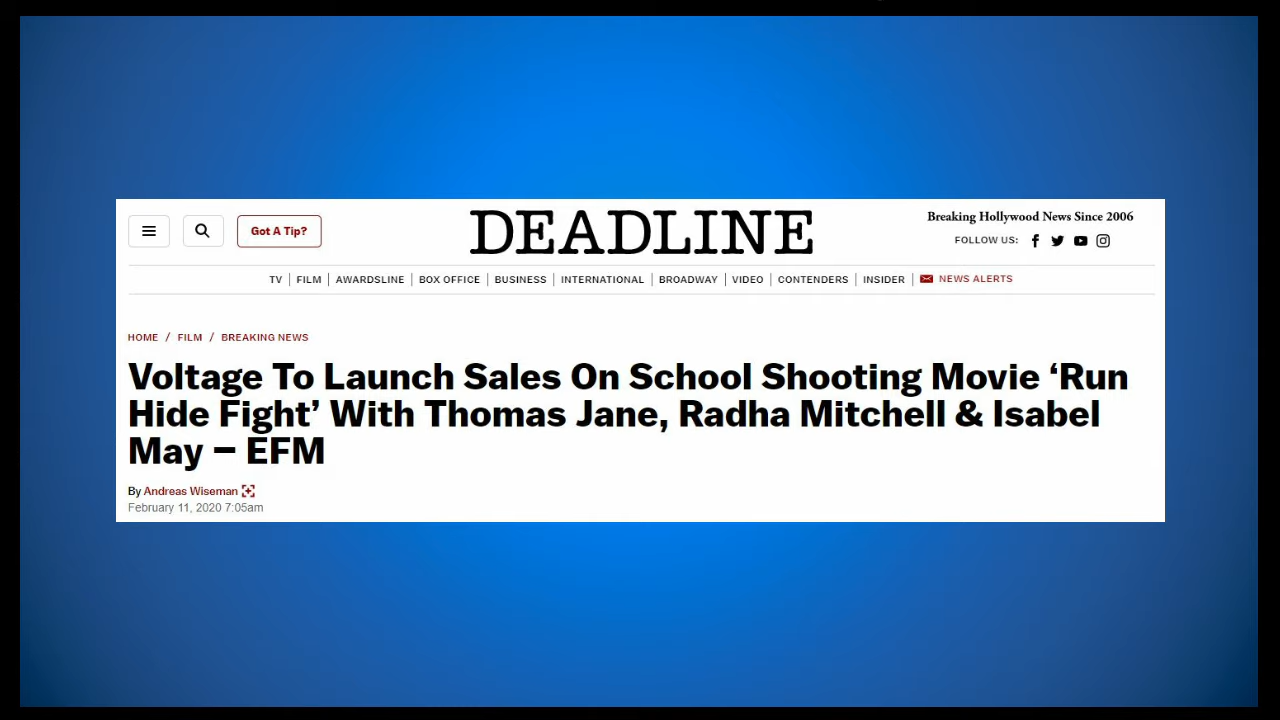 Got A Tip?
DEADLINE
Breaking Hollywood News Since 2006
FOLLOW US:
TV | FILM | AWARDSLINE | BOX OFFICE | BUSINESS | INTERNATIONAL | BROADWAY | VIDEO | CONTENDERS | INSIDER | NEWS ALERTS
HOME / FILM / BREAKING NEWS
Voltage To Launch Sales On School Shooting Movie ‘Run
Hide Fight’ With Thomas Jane, Radha Mitchell & Isabel
May – EFM
By Andreas Wiseman
February 11, 2020 7:05am